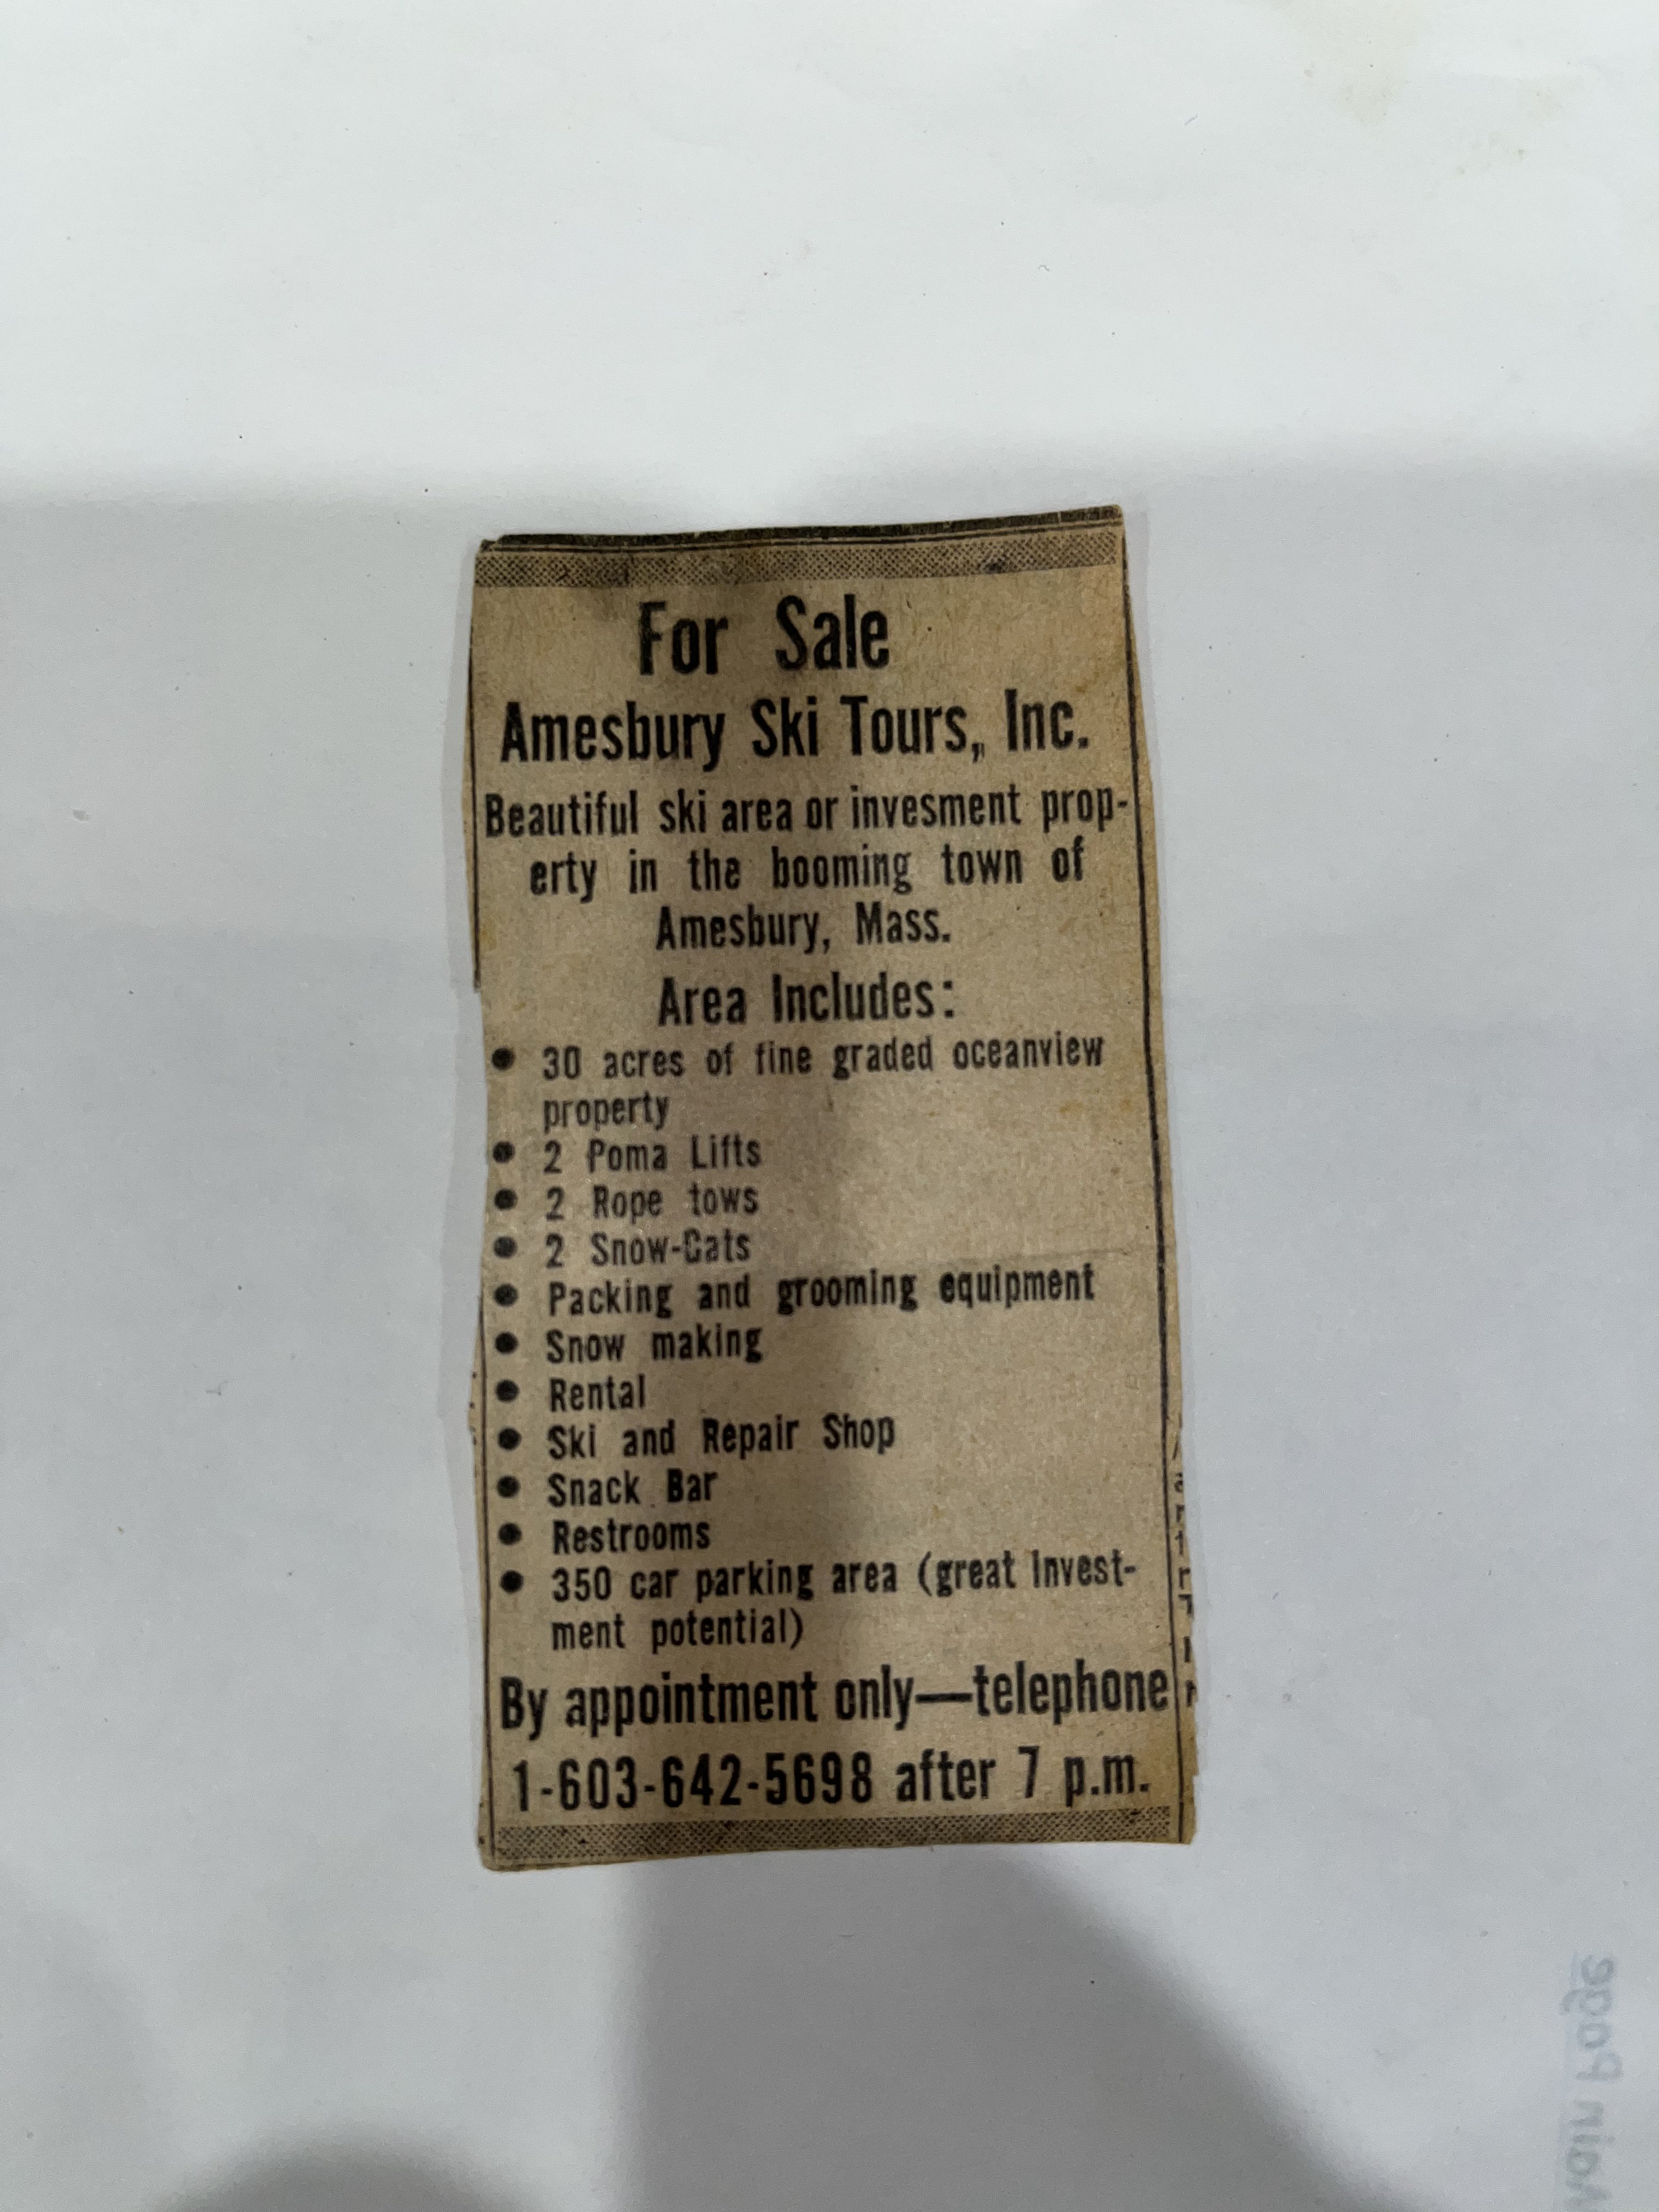 For Sale
Amesbury Ski Tours, Inc.
Beautiful ski area or invesment prop-
erty in the booming town of
Amesbury, Mass.
Area Includes:
• 30 acres of fine graded oceanview
property
• 2 Poma Lifts
• 2 Rope tows
• 2 Snow-Cats
• Packing and grooming equipment
• Snow making
• Rental
• Ski and Repair Shop
• Snack Bar
• Restrooms
• 350 car parking area (great Invest-
ment potential)
By appointment only—telephone
1-603-642-5698 after 7 p.m.
Main Page